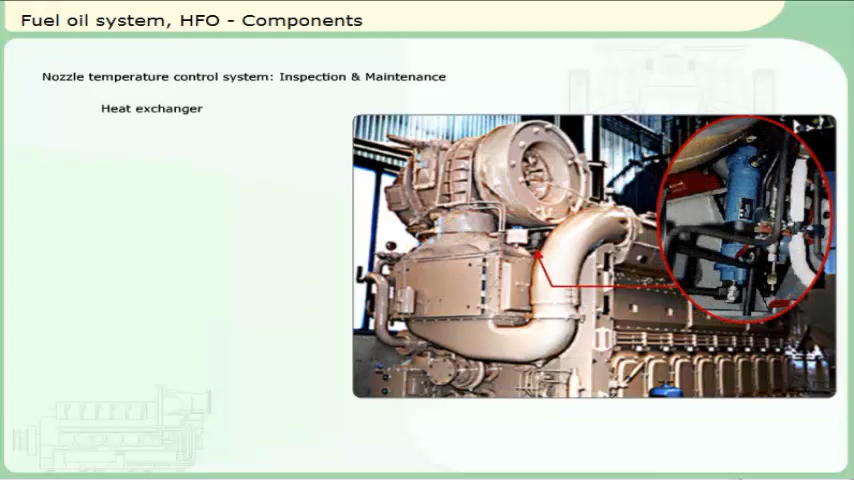 Fuel oil system, HFO - Components
Nozzle temperature control system: Inspection & Maintenance
Heat exchanger